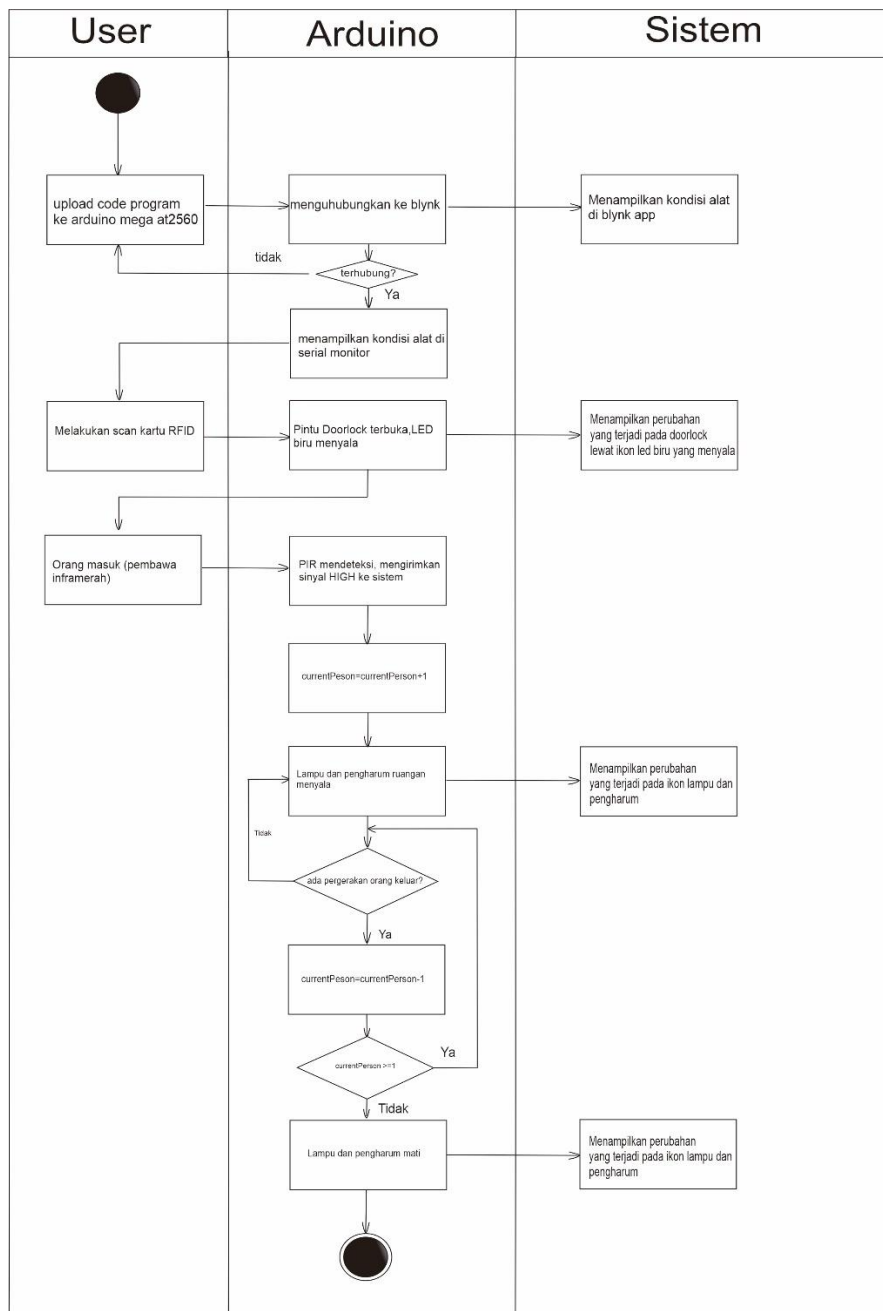 User
Arduino
Sistem
upload code program
ke arduino mega at2560
menguhubungkan ke blynk
Menampilkan kondisi alat
di blynk app
tidak
terhubung?
Ya
menampilkan kondisi alat di
serial monitor
Melakukan scan kartu RFID
Pintu Doorlock terbuka,LED
biru menyala
Menampilkan perubahan
yang terjadi pada doorlock
lewat ikon led biru yang menyala
Orang masuk (pembawa
inframerah)
PIR mendeteksi, mengirimkan
sinyal HIGH ke sistem
currentPeson=currentPerson+1
Lampu dan pengharum ruangan
menyala
Menampilkan perubahan
yang terjadi pada ikon lampu dan
pengharum
Tidak
ada pergerakan orang keluar?
Ya
currentPeson=currentPerson-1
Ya
currentPerson >=1
Tidak
Lampu dan pengharum mati
Menampilkan perubahan
yang terjadi pada ikon lampu dan
pengharum